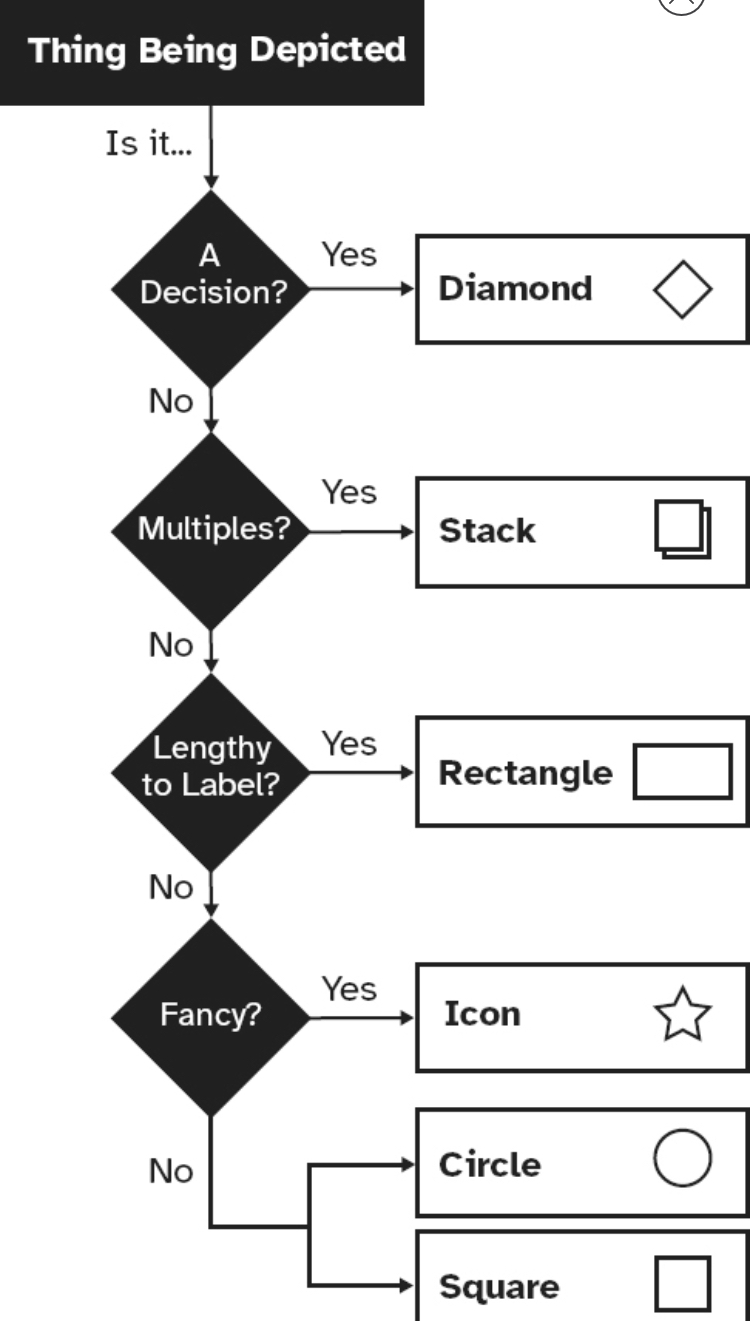 Thing Being Depicted
Is it...
A
Decision?
Yes
Diamond
No
Multiples?
Yes
Stack
No
Lengthy
to Label?
Yes
Rectangle
No
Fancy?
Yes
Icon
No
Circle
Square